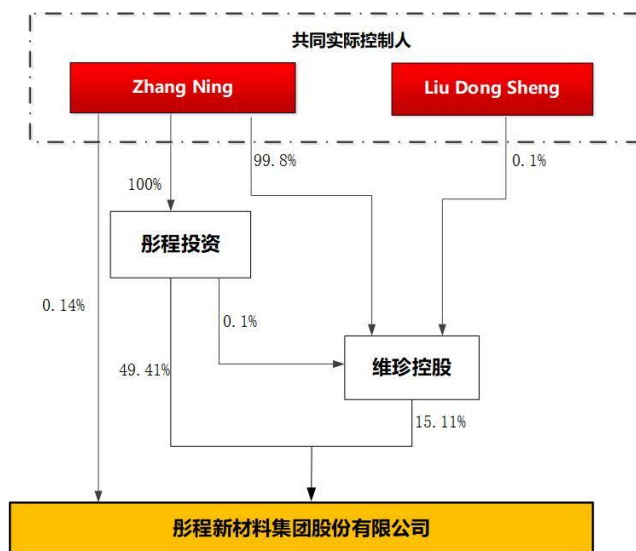 共同实际控制人
Zhang Ning
Liu Dong Sheng
99.8%
0.1%
100%
彤程投资
0.14%
0.1%
维珍控股
49.41%
15.11%
彤程新材料集团股份有限公司